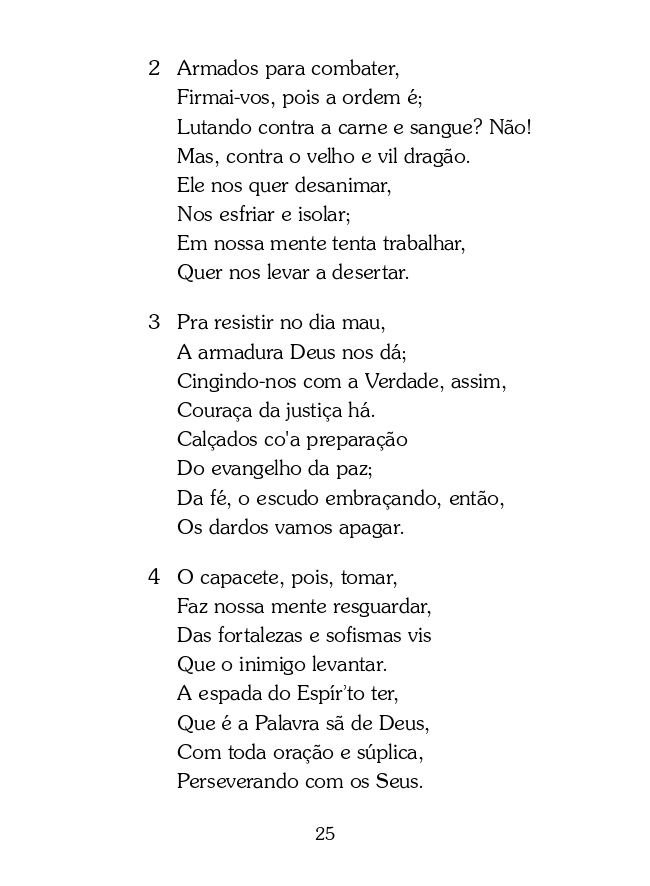 2 Armados para combater,
Firmai-vos, pois a ordem é;
Lutando contra a carne e sangue? Não!
Mas, contra o velho e vil dragão.
Ele nos quer desanimar,
Nos esfriar e isolar;
Em nossa mente tenta trabalhar,
Quer nos levar a desertar.
3 Pra resistir no dia mau,
A armadura Deus nos dá;
Cingindo-nos com a Verdade, assim,
Couraça da justiça há.
Calçados co'a preparação
Do evangelho da paz;
Da fé, o escudo embraçando, então,
Os dardos vamos apagar.
4 O capacete, pois, tomar,
Faz nossa mente resguardar,
Das fortalezas e sofismas vis
Que o inimigo levantar.
A espada do Espír’to ter,
Que é a Palavra sã de Deus,
Com toda oração e súplica,
Perseverando com os Seus.
25